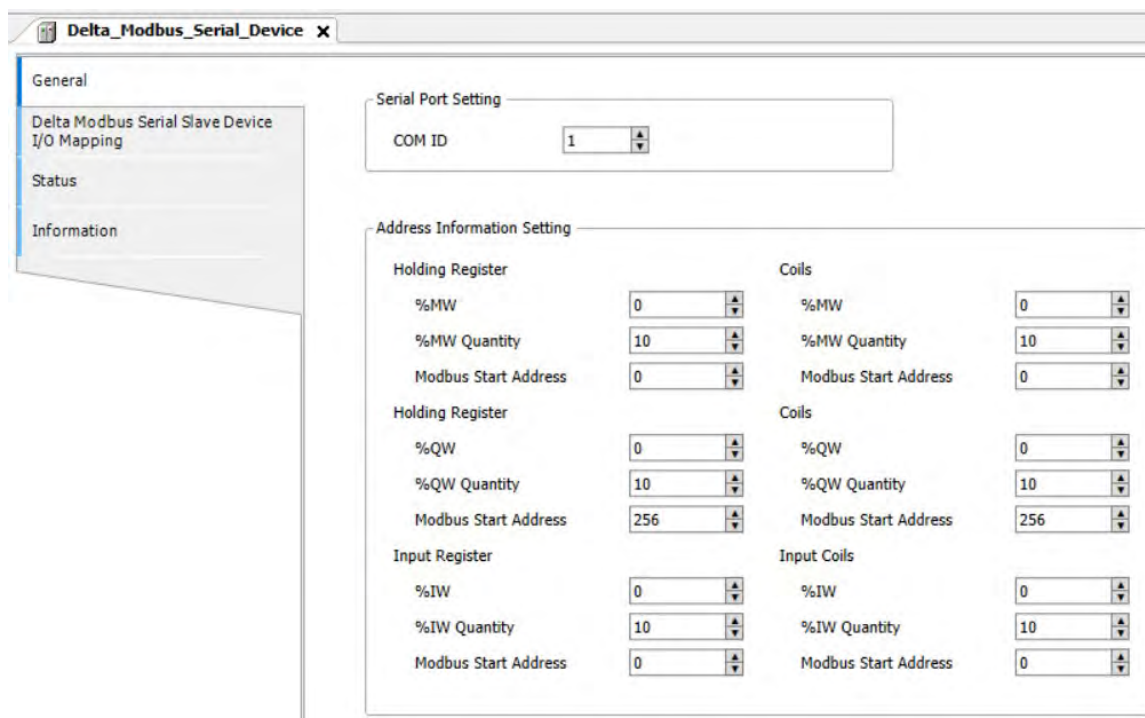 Delta_Modbus_Serial_Device X
General
Delta Modbus Serial Slave Device
I/O Mapping
Status
Information
Serial Port Setting
COM ID 1
Address Information Setting
Holding Register Coils
%MW 0 %MW 0
%MW Quantity 10 %MW Quantity 10
Modbus Start Address 0 Modbus Start Address 0
Holding Register Coils
%QW 0 %QW 0
%QW Quantity 10 %QW Quantity 10
Modbus Start Address 256 Modbus Start Address 256
Input Register Input Coils
%IW 0 %IW 0
%IW Quantity 10 %IW Quantity 10
Modbus Start Address 0 Modbus Start Address 0